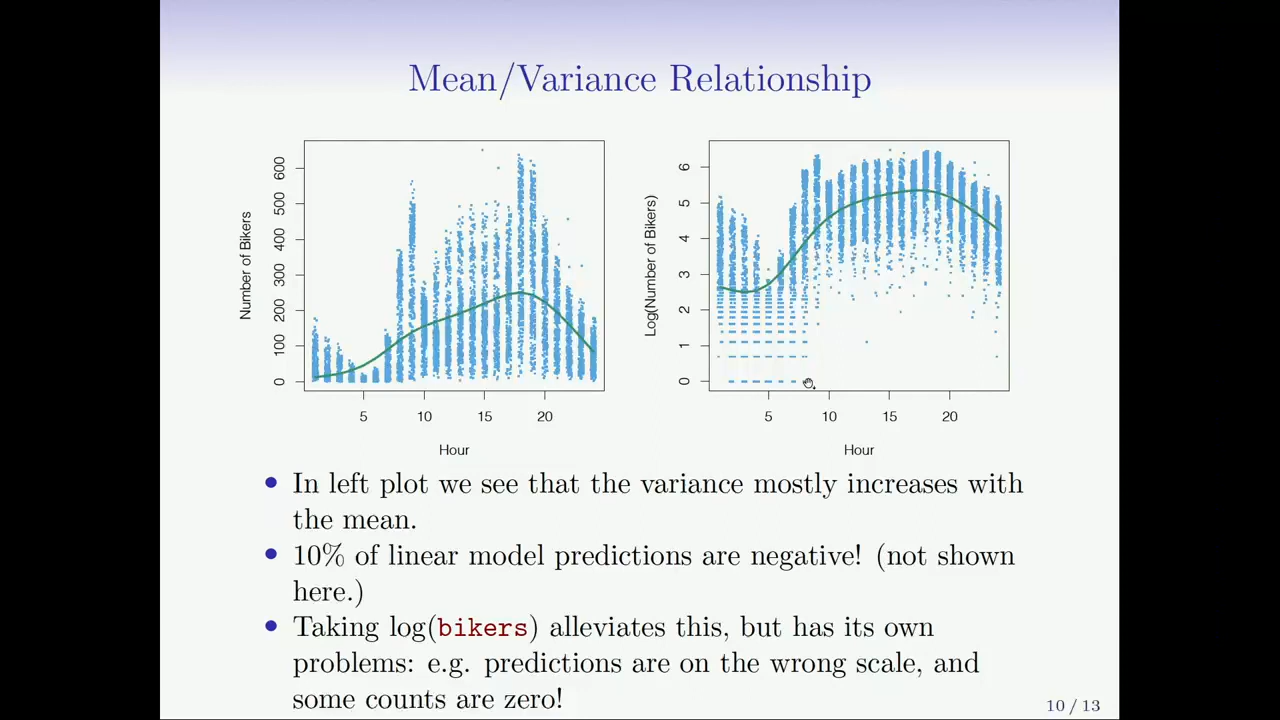 Mean/Variance Relationship
Number of Bikers
0
100
200
300
400
500
600
5
10
15
20
Hour
Log(Number of Bikers)
0
1
2
3
4
5
6
5
10
15
20
Hour
In left plot we see that the variance mostly increases with
the mean.
10% of linear model predictions are negative! (not shown
here.)
Taking log(bikers) alleviates this, but has its own
problems: e.g. predictions are on the wrong scale, and
some counts are zero!
10 / 13